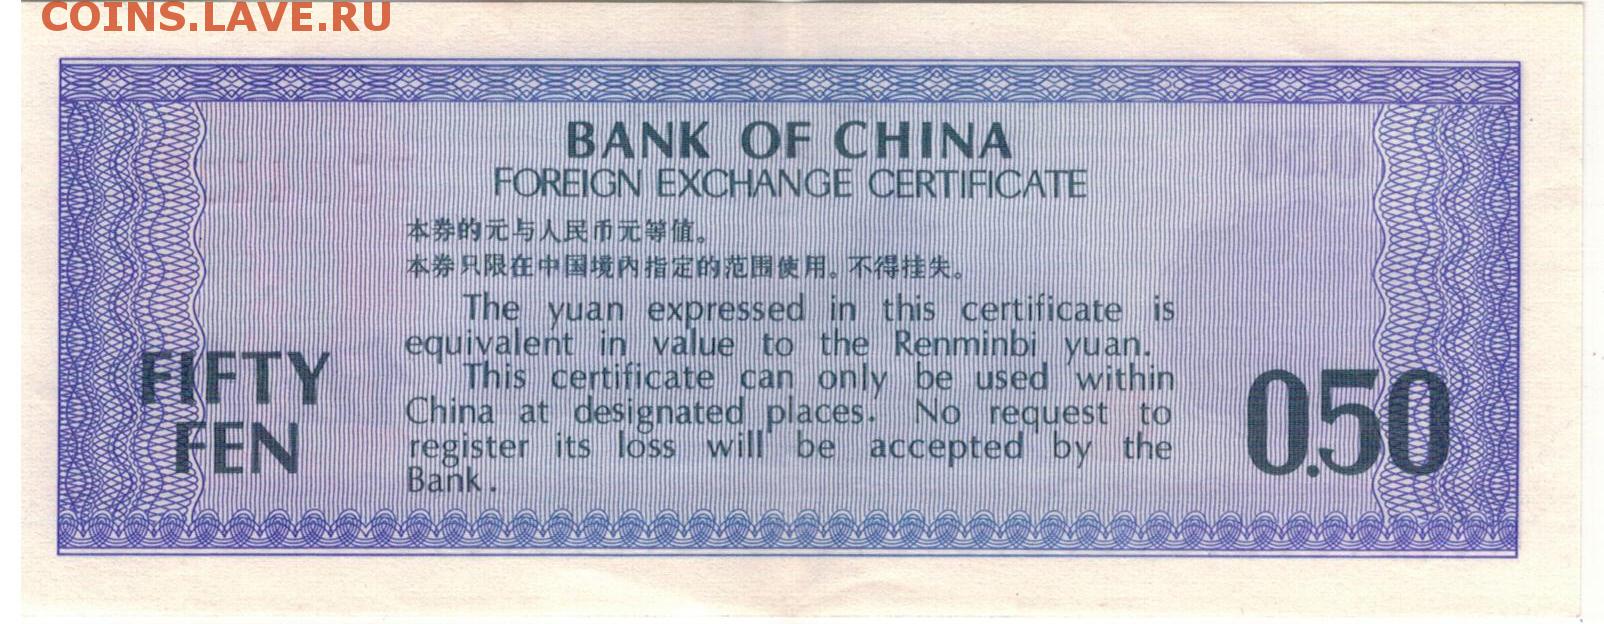 COINS.LAVE.RU
BANK OF CHINA
FOREIGN EXCHANGE CERTIFICATE
本券的元与人民币元等值。
本券只限在中国境内指定的范围使用。不得挂失。
The yuan expressed in this certificate is
equivalent in value to the Renminbi yuan.
This certificate can only be used within
China at designated places. No request to
register its loss will be accepted by the
Bank.
FIFTY
FEN
0.50